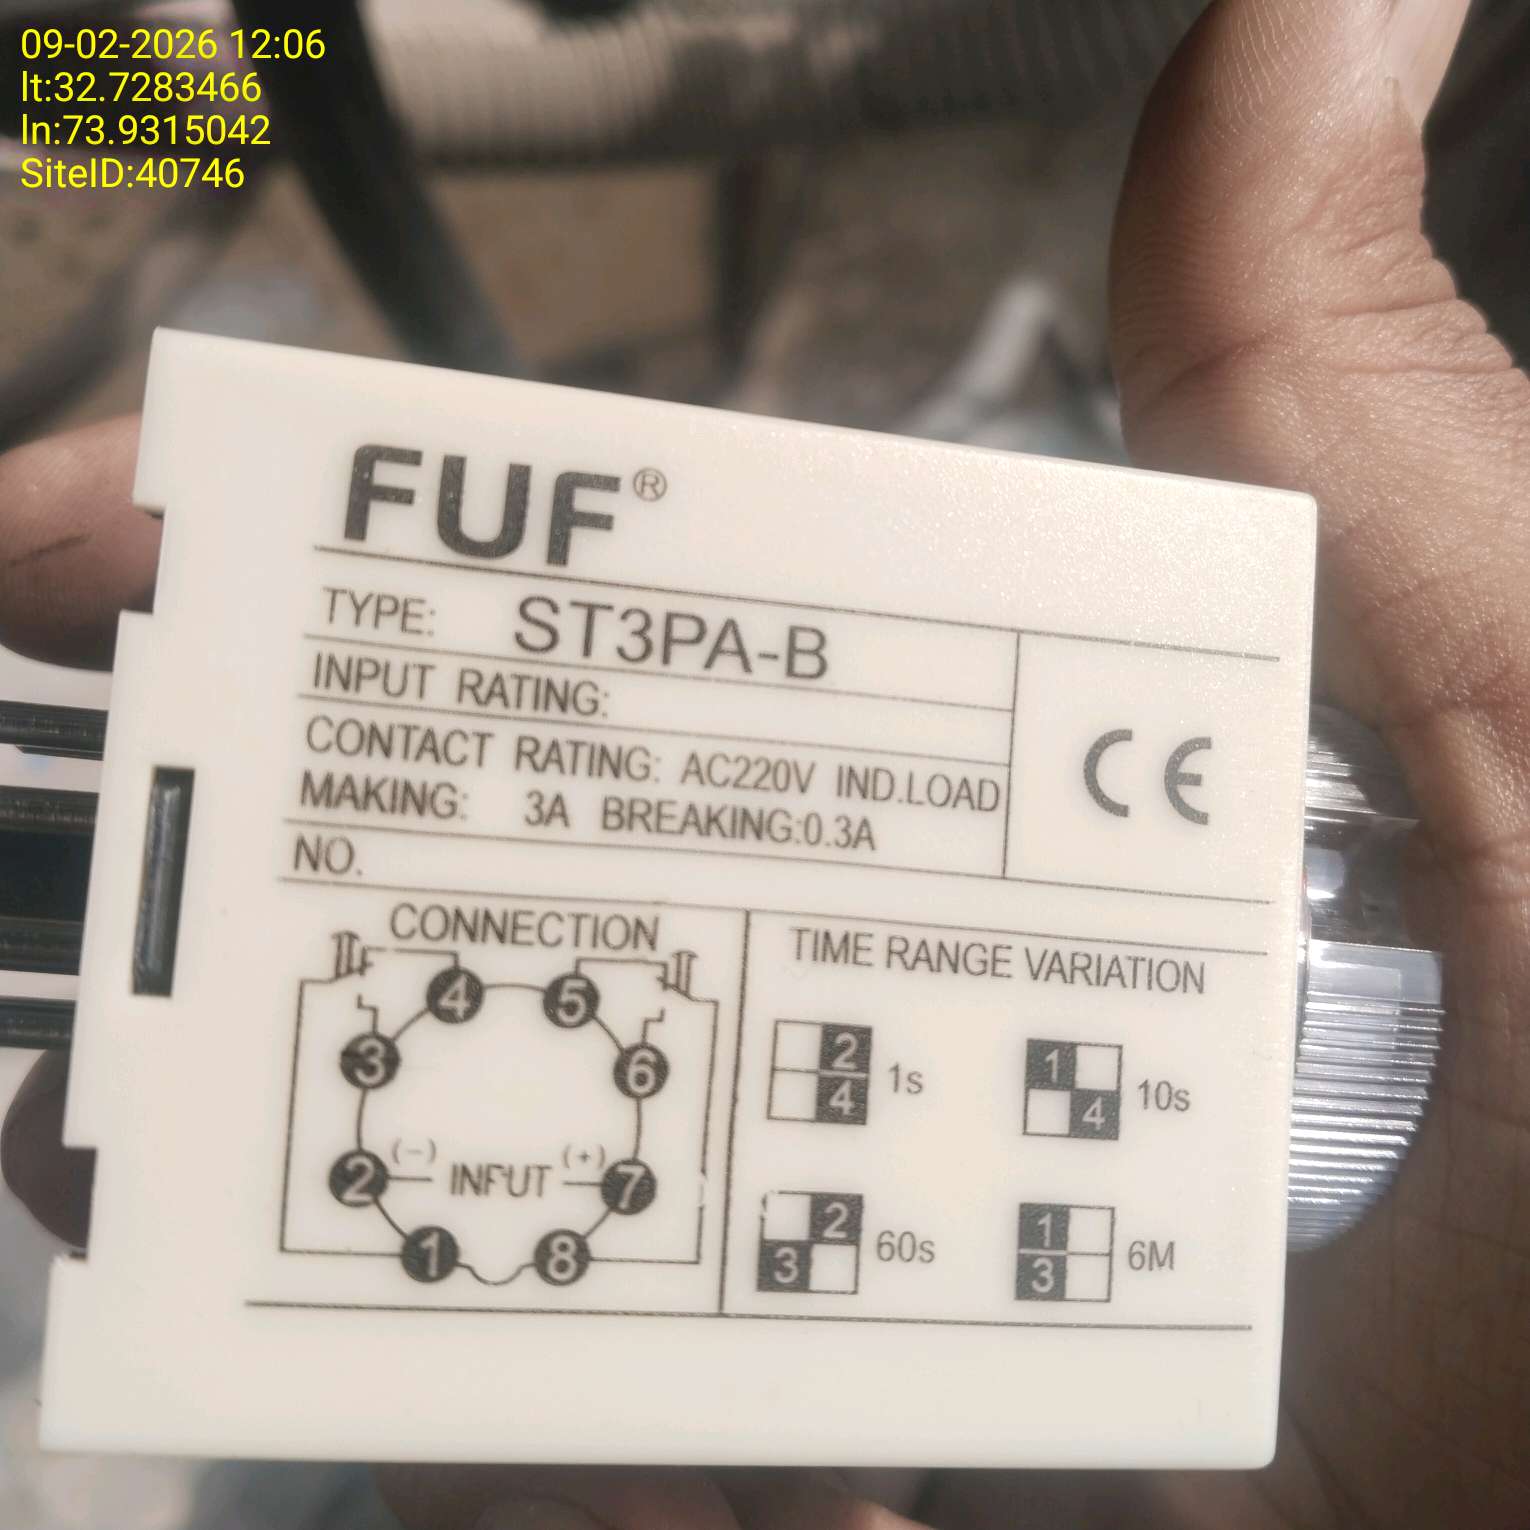 09-02-2026 12:06
lt:32.7283466
ln:73.9315042
SiteID:40746
FUF®
TYPE: ST3PA-B
INPUT RATING:
CONTACT RATING: AC220V IND.LOAD
MAKING: 3A BREAKING:0.3A
NO.
CE
CONNECTION
4 5
3 6
(-) (+)
2 INPUT 7
1 8
TIME RANGE VARIATION
2
4 1s
1
4 10s
2
3 60s
1
3 6M